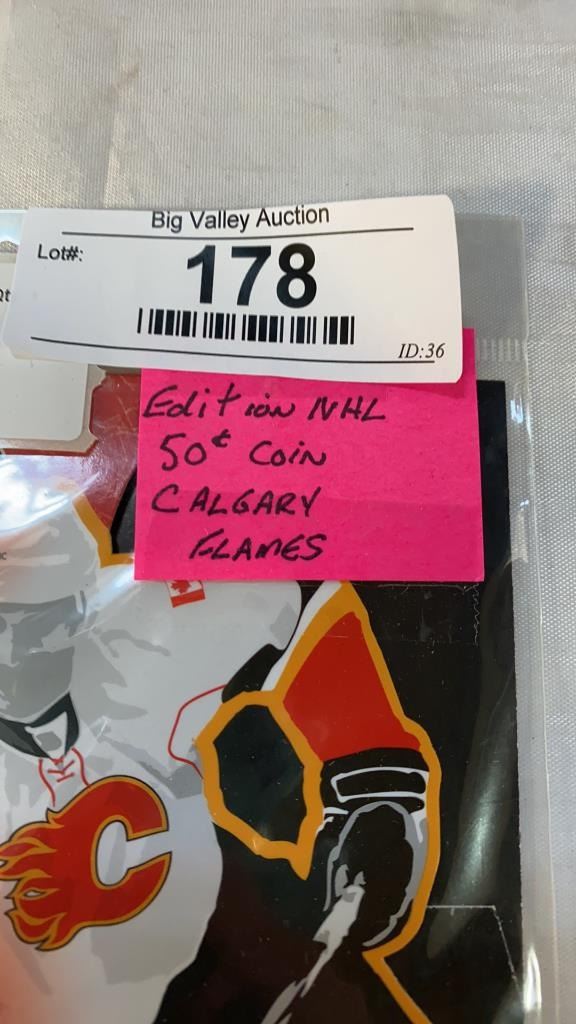 Big Valley Auction
Lot#:
178
ID:36
Edition NHL
50¢ COIN
CALGARY
FLAMES
C